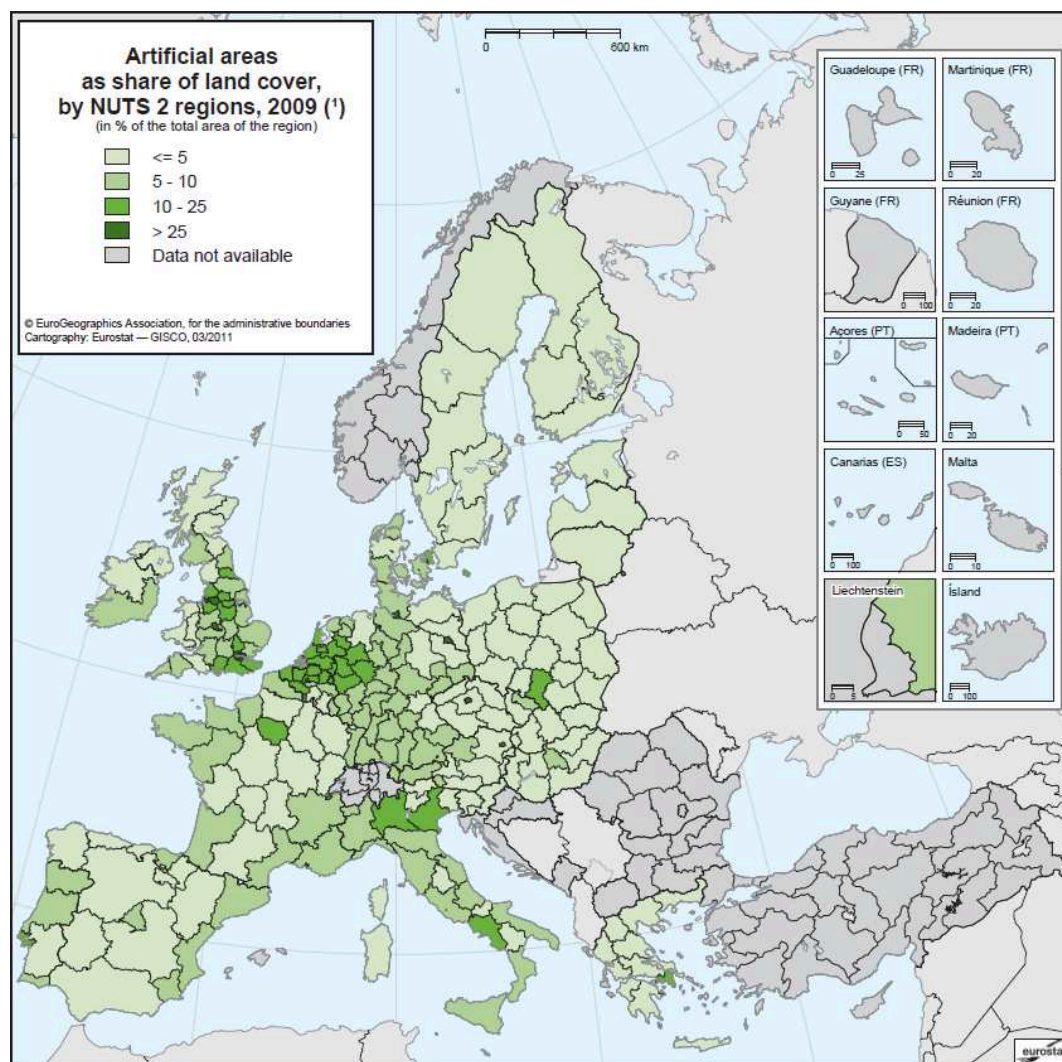 Artificial areas
as share of land cover,
by NUTS 2 regions, 2009 (¹)
(in % of the total area of the region)
<= 5
5 - 10
10 - 25
> 25
Data not available
© EuroGeographics Association, for the administrative boundaries
Cartography: Eurostat — GISCO, 03/2011
0 600 km
Guadeloupe (FR)
0 25
Martinique (FR)
0 20
Guyane (FR)
0 100
Réunion (FR)
0 20
Açores (PT)
0 50
Madeira (PT)
0 20
Canarias (ES)
0 100
Malta
0 10
Liechtenstein
0 5
Ísland
0 100
eurosta